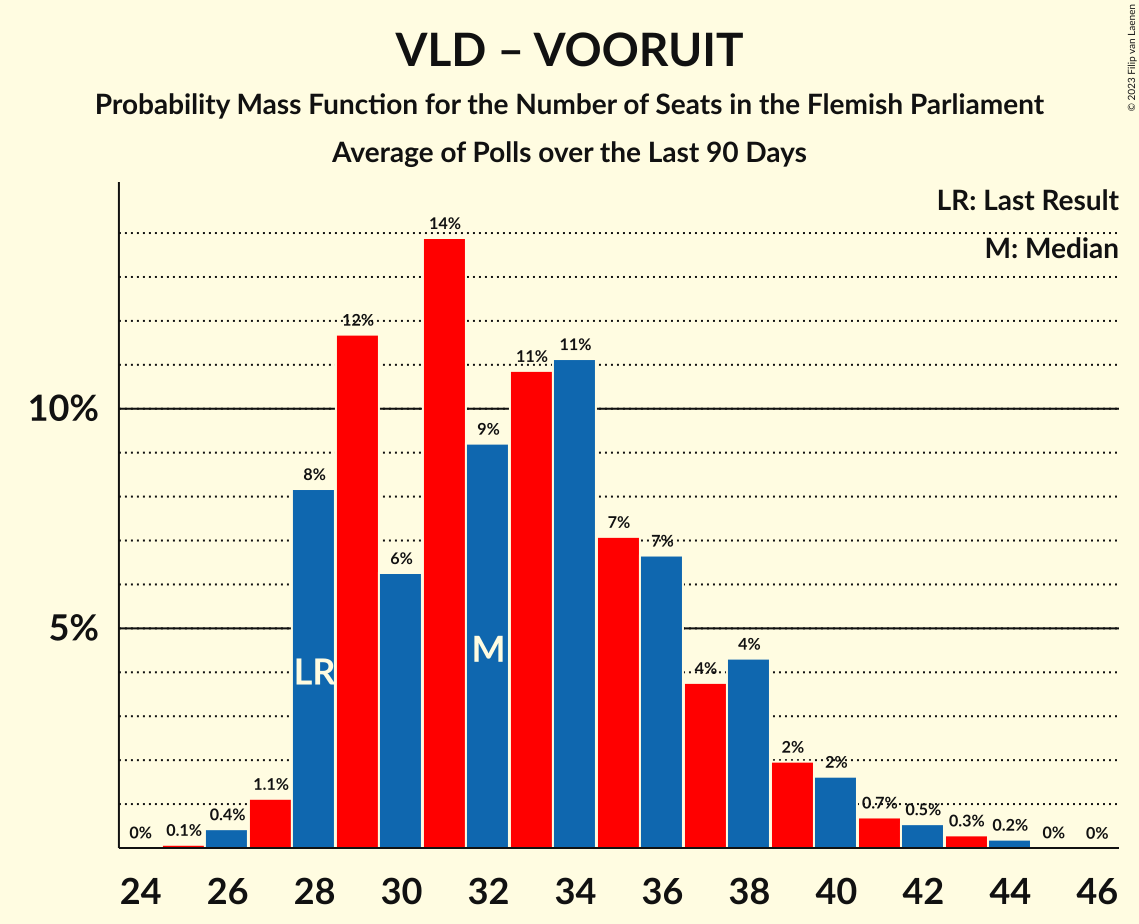 VLD – VOORUIT
Probability Mass Function for the Number of Seats in the Flemish Parliament
Average of Polls over the Last 90 Days
© 2023 Filip van Laenen
LR: Last Result
M: Median
10%
5%
0%
0.1%
0.4%
1.1%
8%
12%
6%
14%
9%
11%
11%
7%
7%
4%
4%
2%
2%
0.7%
0.5%
0.3%
0.2%
0%
0%
LR
M
24 26 28 30 32 34 36 38 40 42 44 46